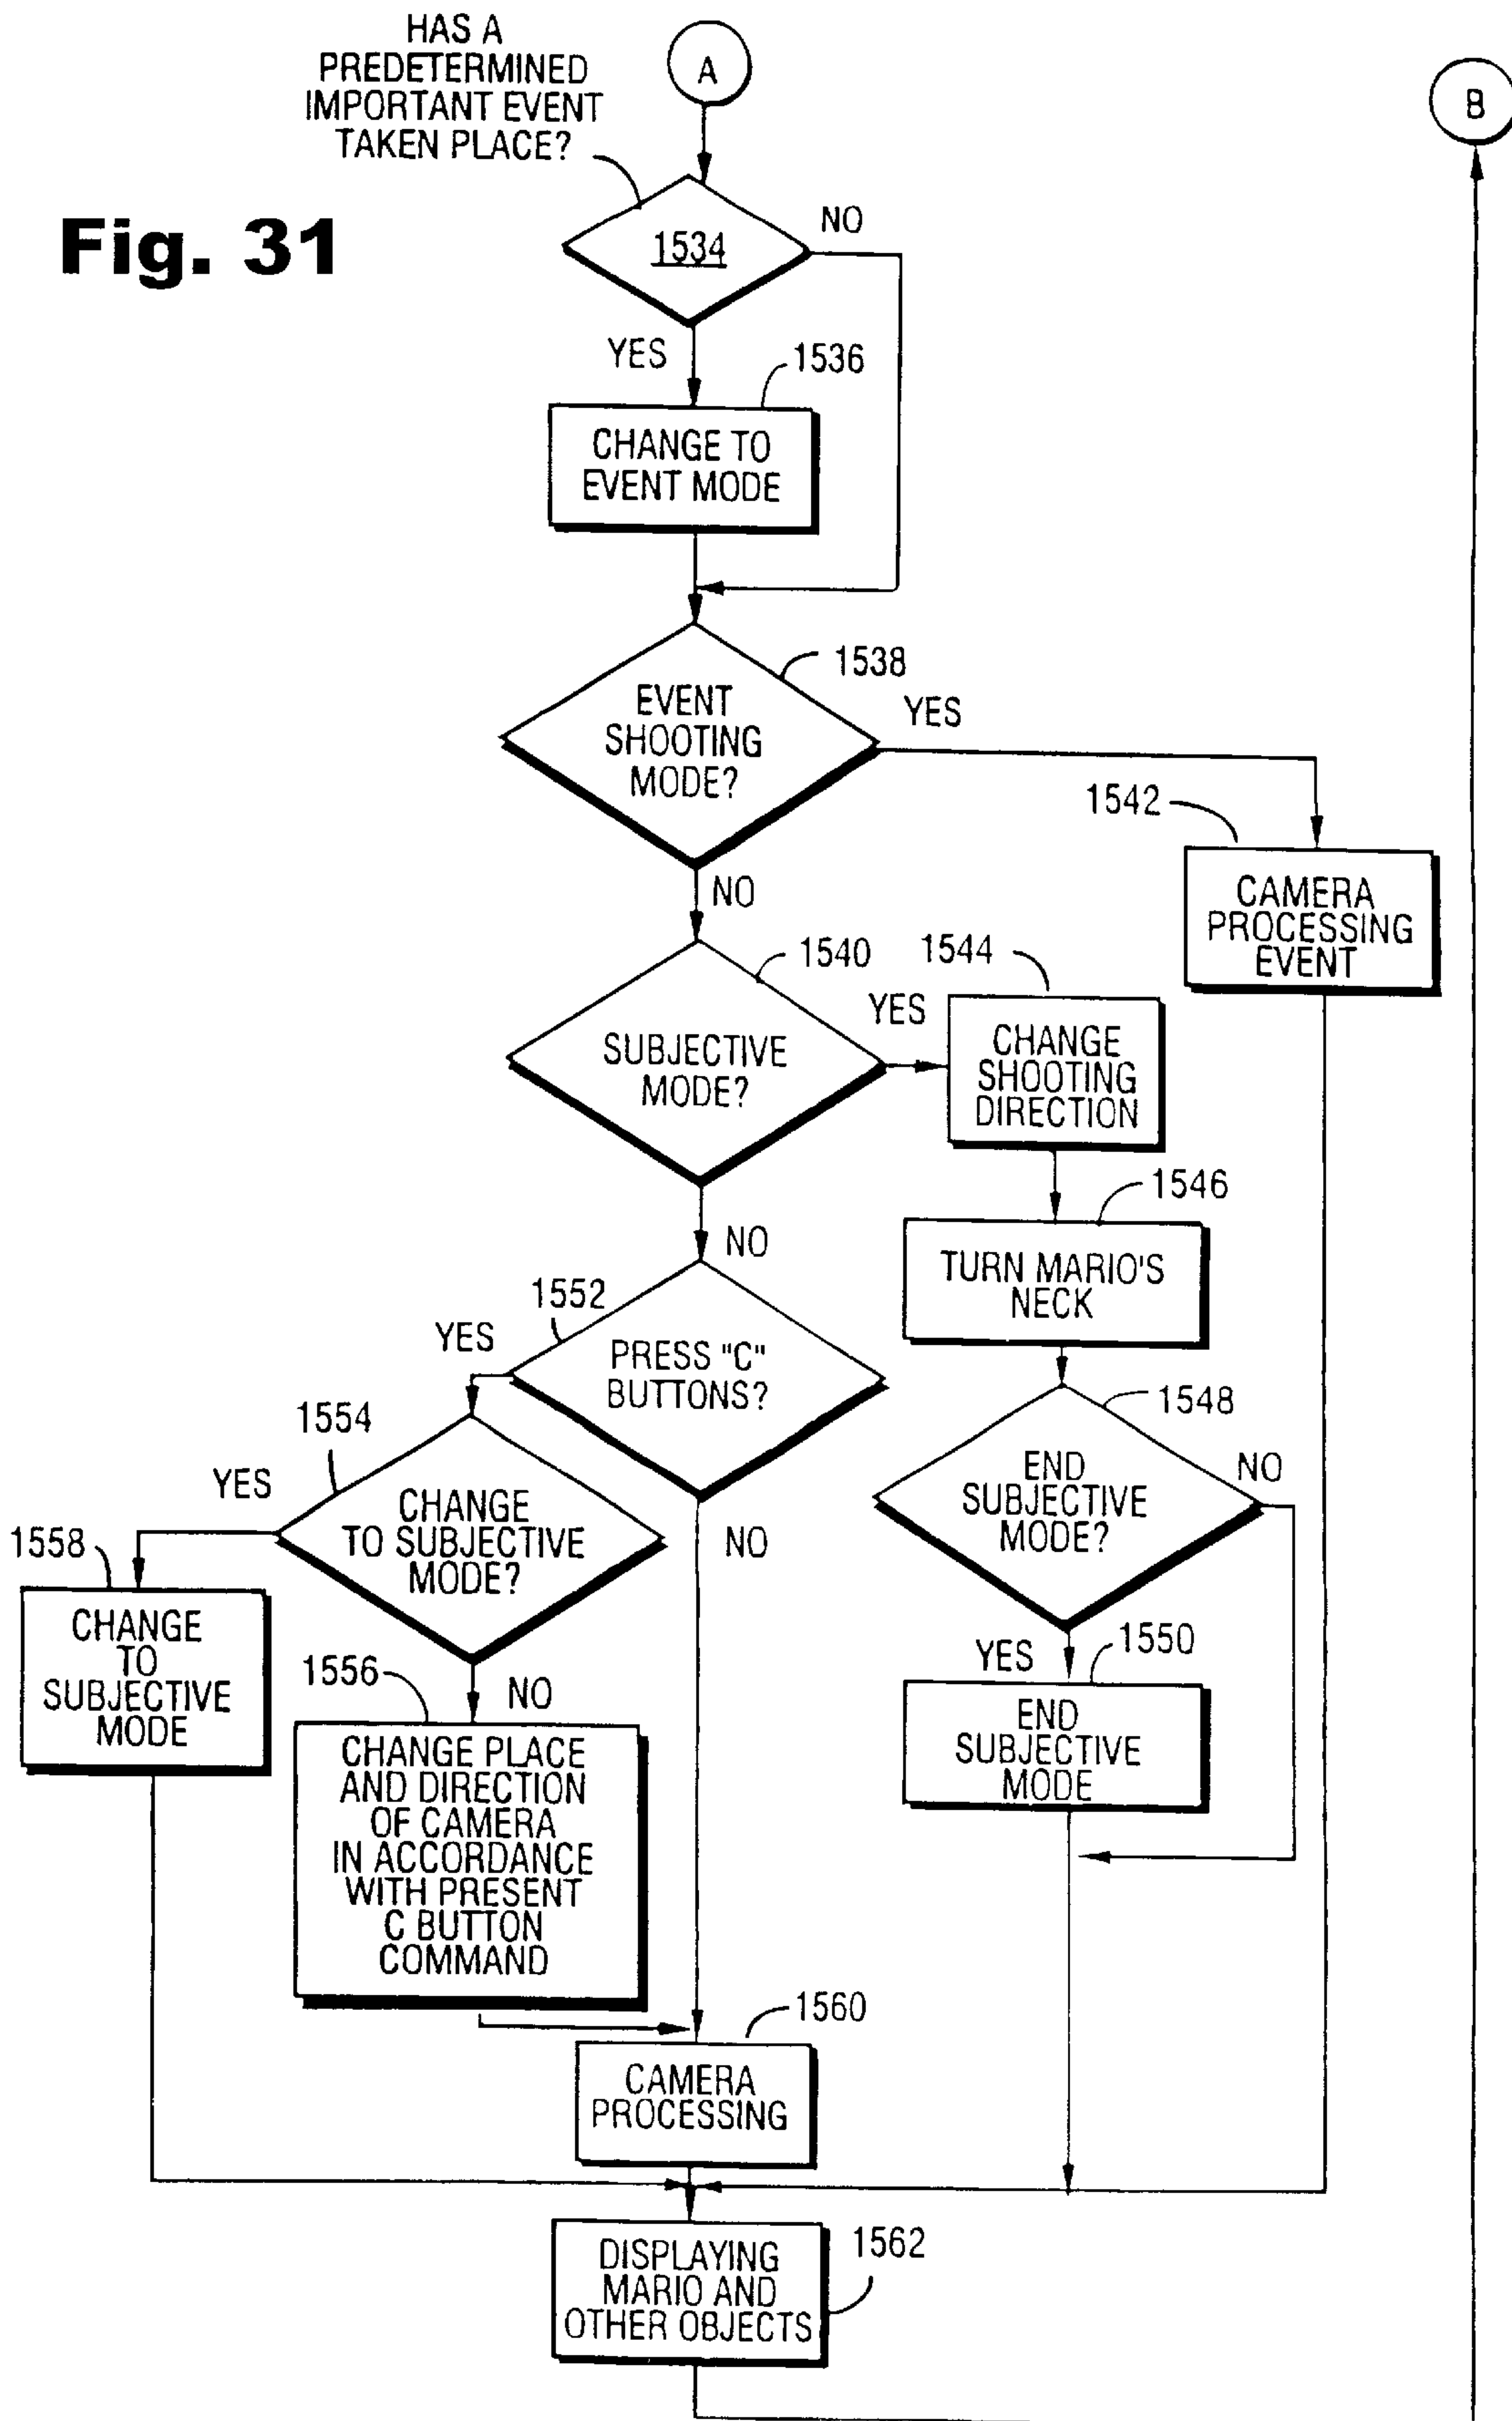 HAS A
PREDETERMINED
IMPORTANT EVENT
TAKEN PLACE?
A
B
Fig. 31
1534
NO
YES
1536
CHANGE TO
EVENT MODE
1538
EVENT
SHOOTING
MODE?
YES
1542
CAMERA
PROCESSING
EVENT
NO
1540
SUBJECTIVE
MODE?
YES
1544
CHANGE
SHOOTING
DIRECTION
1546
TURN MARIO'S
NECK
NO
1552
PRESS "C"
BUTTONS?
YES
1548
END
SUBJECTIVE
MODE?
NO
1554
CHANGE
TO SUBJECTIVE
MODE?
YES
NO
1558
CHANGE
TO
SUBJECTIVE
MODE
1556
NO
CHANGE PLACE
AND DIRECTION
OF CAMERA
IN ACCORDANCE
WITH PRESENT
C BUTTON
COMMAND
YES
1550
END
SUBJECTIVE
MODE
1560
CAMERA
PROCESSING
1562
DISPLAYING
MARIO AND
OTHER OBJECTS